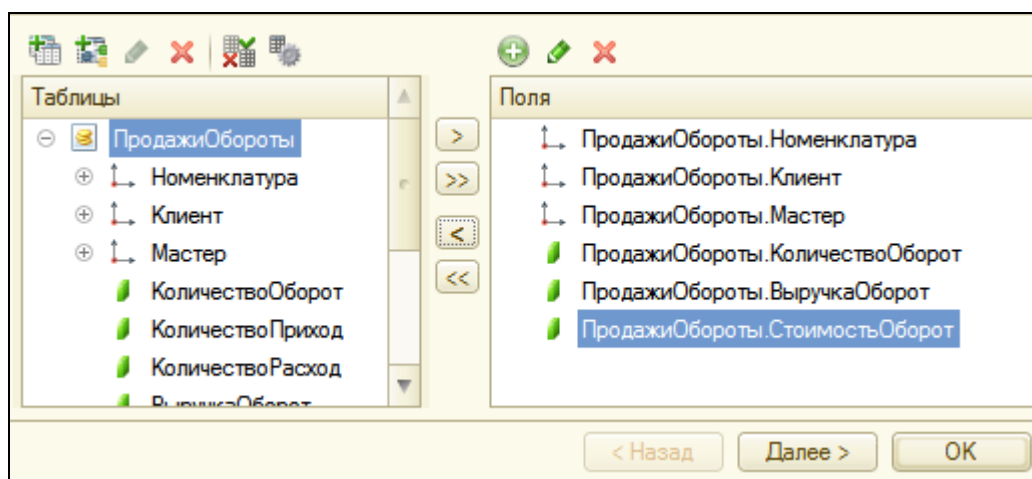 Таблицы
ПродажиОбороты
Номенклатура
Клиент
Мастер
КоличествоОборот
КоличествоПриход
КоличествоРасход
ВыручкаОборот
>
>>
<
<<
Поля
ПродажиОбороты.Номенклатура
ПродажиОбороты.Клиент
ПродажиОбороты.Мастер
ПродажиОбороты.КоличествоОборот
ПродажиОбороты.ВыручкаОборот
ПродажиОбороты.СтоимостьОборот
< Назад Далее > OK